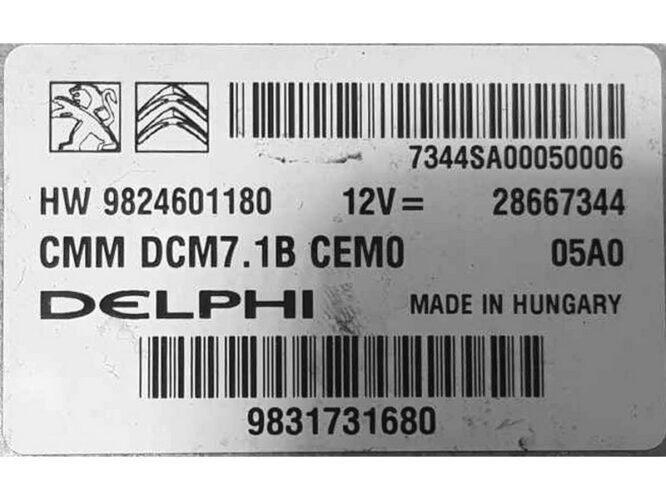 7344SA00050006
HW 9824601180 12V = 28667344
CMM DCM7.1B CEM0 05A0
DELPHI MADE IN HUNGARY
9831731680